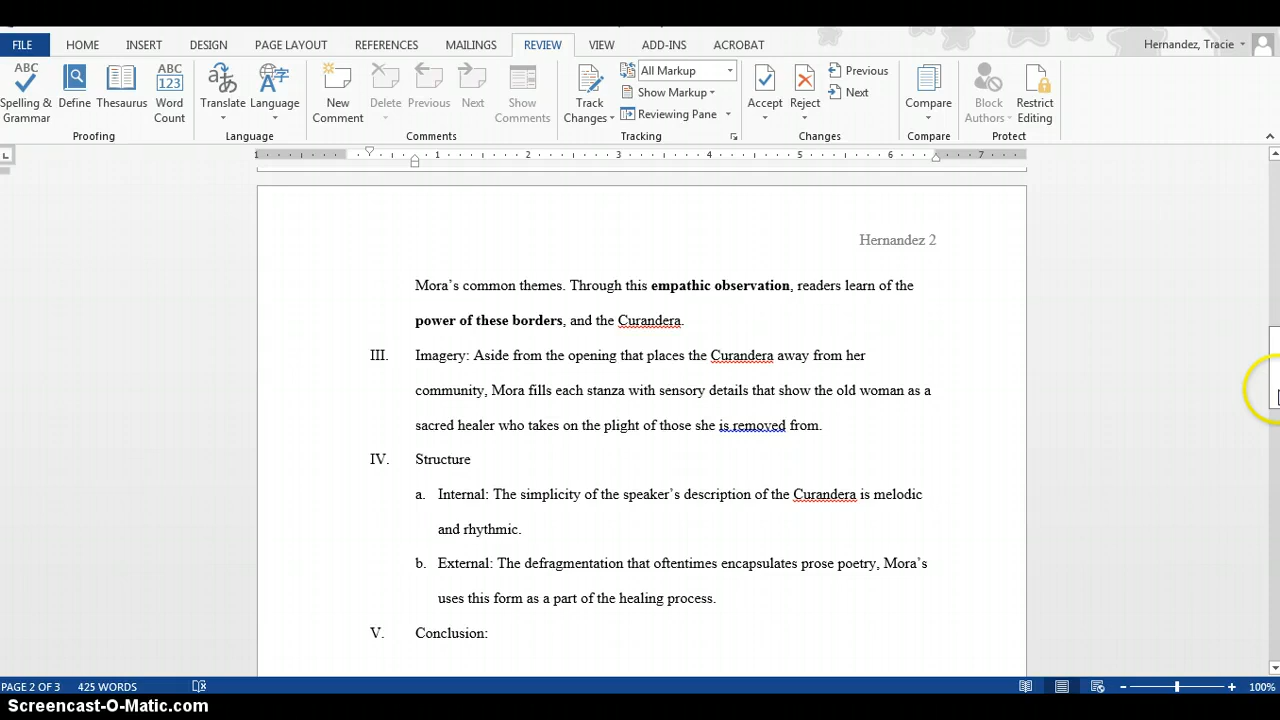 FILE HOME INSERT DESIGN PAGE LAYOUT REFERENCES MAILINGS REVIEW VIEW ADD-INS ACROBAT Hernandez, Tracie
ABC Spelling & Grammar
Define
Thesaurus
ABC 123 Word Count
Proofing
Translate
Language
Language
New Comment
Delete
Previous
Next
Show Comments
Comments
Track Changes
All Markup
Show Markup
Reviewing Pane
Tracking
Accept
Reject
Previous
Next
Changes
Compare
Compare
Block Authors
Restrict Editing
Protect
L 1 1 2 3 4 5 6 7
Hernandez 2
Mora's common themes. Through this empathic observation, readers learn of the
power of these borders, and the Curandera.
III. Imagery: Aside from the opening that places the Curandera away from her
community, Mora fills each stanza with sensory details that show the old woman as a
sacred healer who takes on the plight of those she is removed from.
IV. Structure
a. Internal: The simplicity of the speaker's description of the Curandera is melodic
and rhythmic.
b. External: The defragmentation that oftentimes encapsulates prose poetry, Mora's
uses this form as a part of the healing process.
V. Conclusion:
PAGE 2 OF 3 425 WORDS 100%
Screencast-O-Matic.com